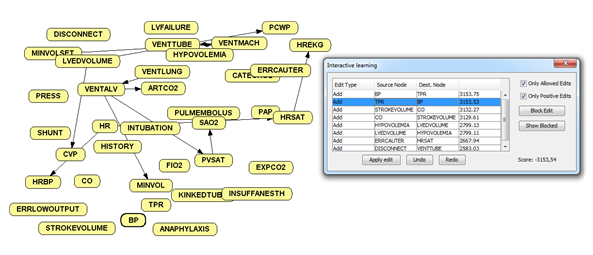 LVFAILURE
PCWP
DISCONNECT
VENTTUBE
VENTMACH
HREKG
MINVOLSET
HYPOVOLEMIA
LVEDVOLUME
ERRCAUTER
VENTLUNG
VENTALV
ARTCO2
PRESS
PULMEMBOLUS
PAP
HRSAT
SAO2
HR
INTUBATION
SHUNT
HISTORY
CVP
PVSAT
FIO2
EXPCO2
HRBP
CO
MINVOL
KINKEDTUBE
INSUFFANESTH
TPR
ERRLOWOUTPUT
BP
STROKEVOLUME
ANAPHYLAXIS
Interactive learning
Edit Type Source Node Dest. Node
Add BP TPR 3153.75
Add TPR BP 3153.53
Add STROKEVOLUME CO 3132.27
Add CO STROKEVOLUME 3129.61
Add HYPOVOLEMIA LVEDVOLUME 2799.13
Add LVEDVOLUME HYPOVOLEMIA 2799.11
Add ERRCAUTER HRSAT 2667.94
Add DISCONNECT VENTTUBE 2583.03
Only Allowed Edits
Only Positive Edits
Block Edit
Show Blocked
Apply edit Undo Redo
Score: -3153,54